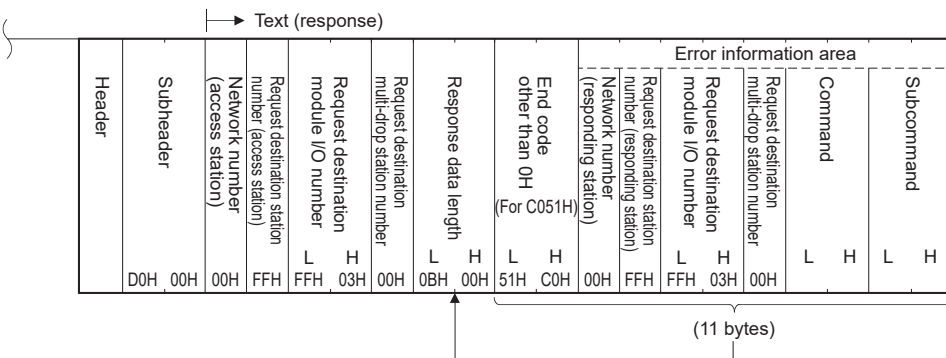 Text (response)
Error information area
Header
Subheader
Network number
(access station)
Request destination station
number (access station)
Request destination
module I/O number
Request destination
multi-drop station number
Response data length
End code
other than 0H
(For C051H)
Network number
(responding station)
Request destination station
number (responding station)
Request destination
module I/O number
Request destination
multi-drop station number
Command
Subcommand
L H L H L H L H L H L H
D0H 00H 00H FFH FFH 03H 00H 0BH 00H 51H C0H 00H FFH FFH 03H 00H
(11 bytes)